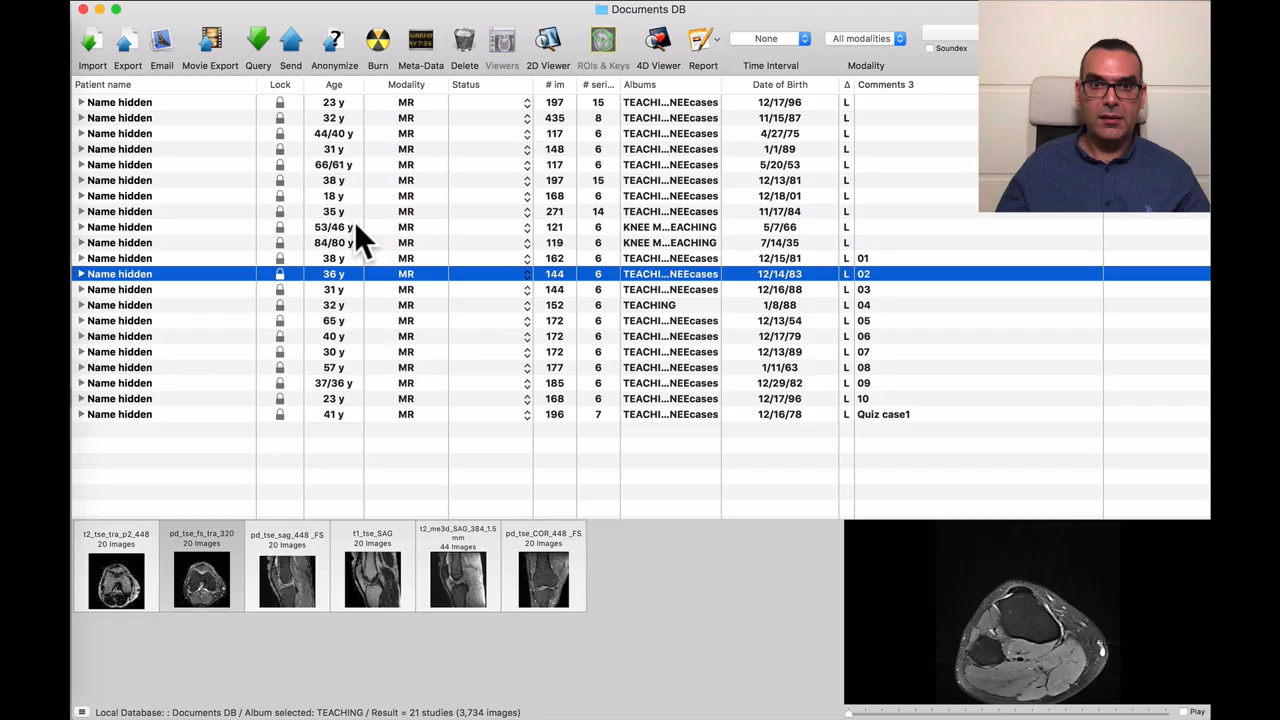 Documents DB
Import Export Email Movie Export Query Send Anonymize Burn Meta-Data Delete Viewers 2D Viewer ROIs & Keys 4D Viewer Report None Time Interval All modalities Modality Soundex
Patient name Lock Age Modality Status # im # seri... Albums Date of Birth Δ Comments 3
Name hidden 23 y MR 197 15 TEACHI...NEEcases 12/17/96 L
Name hidden 32 y MR 435 8 TEACHI...NEEcases 11/15/87 L
Name hidden 44/40 y MR 117 6 TEACHI...NEEcases 4/27/75 L
Name hidden 31 y MR 148 6 TEACHI...NEEcases 1/1/89 L
Name hidden 66/61 y MR 117 6 TEACHI...NEEcases 5/20/53 L
Name hidden 38 y MR 197 15 TEACHI...NEEcases 12/13/81 L
Name hidden 18 y MR 168 6 TEACHI...NEEcases 12/18/01 L
Name hidden 35 y MR 271 14 TEACHI...NEEcases 11/17/84 L
Name hidden 53/46 y MR 121 6 KNEE M...EACHING 5/7/66 L
Name hidden 84/80 y MR 119 6 KNEE M...EACHING 7/14/35 L
Name hidden 38 y MR 162 6 TEACHI...NEEcases 12/15/81 L 01
Name hidden 36 y MR 144 6 TEACHI...NEEcases 12/14/83 L 02
Name hidden 31 y MR 144 6 TEACHI...NEEcases 12/16/88 L 03
Name hidden 32 y MR 152 6 TEACHING 1/8/88 L 04
Name hidden 65 y MR 172 6 TEACHI...NEEcases 12/13/54 L 05
Name hidden 40 y MR 172 6 TEACHI...NEEcases 12/17/79 L 06
Name hidden 30 y MR 172 6 TEACHI...NEEcases 12/13/89 L 07
Name hidden 57 y MR 177 6 TEACHI...NEEcases 1/11/63 L 08
Name hidden 37/36 y MR 185 6 TEACHI...NEEcases 12/29/82 L 09
Name hidden 23 y MR 168 6 TEACHI...NEEcases 12/17/96 L 10
Name hidden 41 y MR 196 7 TEACHI...NEEcases 12/16/78 L Quiz case1
t2_tse_tra_p2_448
20 Images
pd_tse_fs_tra_320
20 Images
pd_tse_sag_448 _FS
20 Images
t1_tse_SAG
20 Images
t2_me3d_SAG_384_1.5
mm
44 Images
pd_tse_COR_448 _FS
20 Images
Local Database: : Documents DB / Album selected: TEACHING / Result = 21 studies (3,734 images)
Play